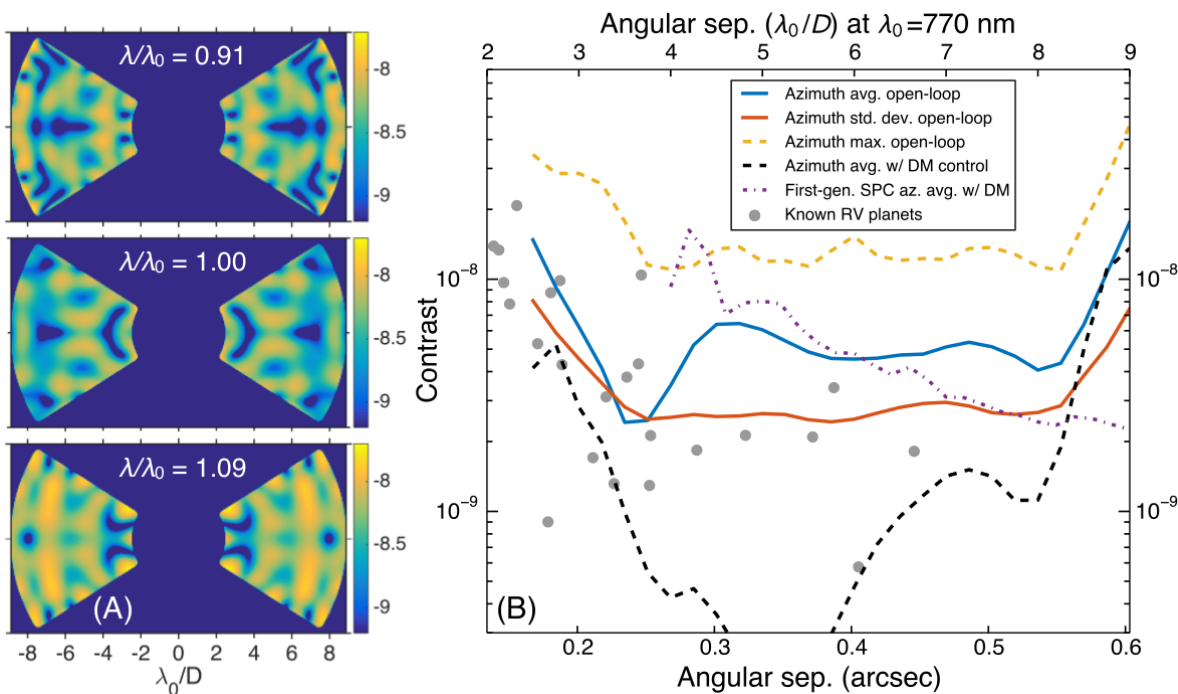 λ/λ₀ = 0.91
-8
-8.5
-9
λ/λ₀ = 1.00
-8
-8.5
-9
λ/λ₀ = 1.09
-8
-8.5
-9
(A)
-8 -6 -4 -2 0 2 4 6 8
λ₀/D
Angular sep. (λ₀/D) at λ₀=770 nm
2 3 4 5 6 7 8 9
Azimuth avg. open-loop
Azimuth std. dev. open-loop
Azimuth max. open-loop
Azimuth avg. w/ DM control
First-gen. SPC az. avg. w/ DM
Known RV planets
Contrast
10⁻⁸ 10⁻⁸
10⁻⁹ 10⁻⁹
(B)
0.2 0.3 0.4 0.5 0.6
Angular sep. (arcsec)